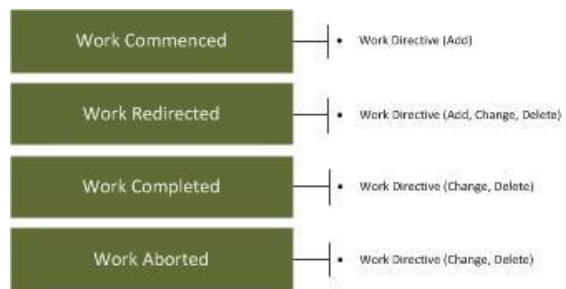 Work Commenced
• Work Directive (Add)
Work Redirected
• Work Directive (Add, Change, Delete)
Work Completed
• Work Directive (Change, Delete)
Work Aborted
• Work Directive (Change, Delete)